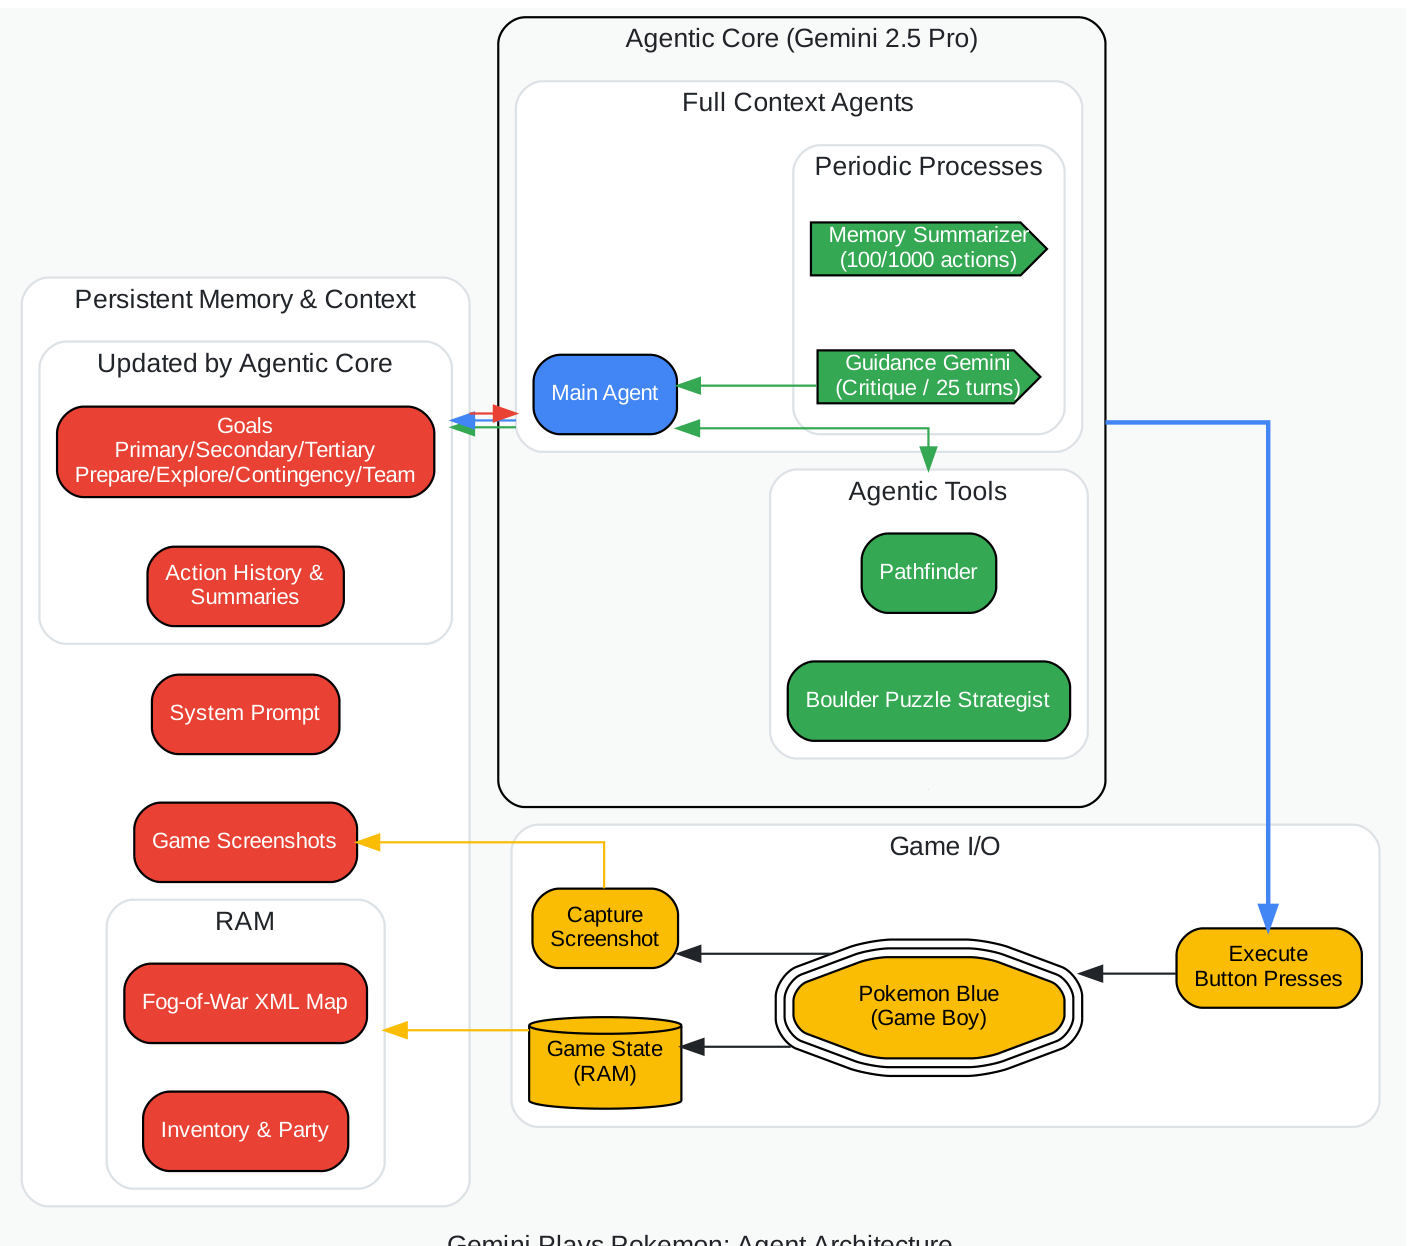 Agentic Core (Gemini 2.5 Pro)
Full Context Agents
Periodic Processes
Memory Summarizer
(100/1000 actions)
Guidance Gemini
(Critique / 25 turns)
Main Agent
Agentic Tools
Pathfinder
Boulder Puzzle Strategist
Persistent Memory & Context
Updated by Agentic Core
Goals
Primary/Secondary/Tertiary
Prepare/Explore/Contingency/Team
Action History &
Summaries
System Prompt
Game Screenshots
RAM
Fog-of-War XML Map
Inventory & Party
Game I/O
Capture
Screenshot
Game State
(RAM)
Pokemon Blue
(Game Boy)
Execute
Button Presses
Gemini Plays Pokemon: Agent Architecture